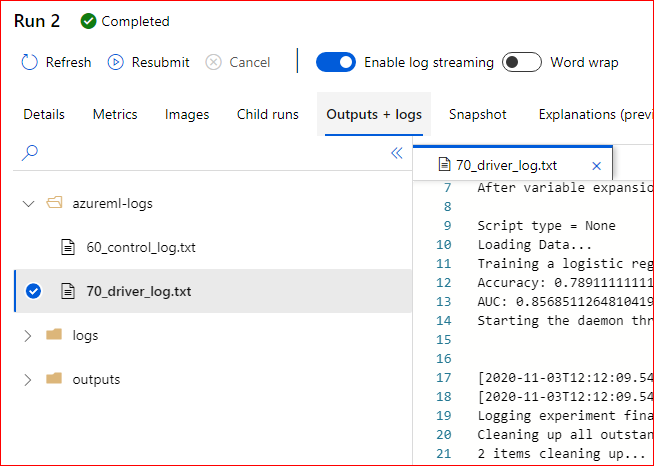 Run 2 Completed
Refresh Resubmit Cancel Enable log streaming Word wrap
Details Metrics Images Child runs Outputs + logs Snapshot Explanations (previ
70_driver_log.txt
azureml-logs
60_control_log.txt
70_driver_log.txt
logs
outputs
7 After variable expansio
8
9 Script type = None
10 Loading Data...
11 Training a logistic reg
12 Accuracy: 0.78911111111
13 AUC: 0.8568511264810419
14 Starting the daemon thr
15
16
17 [2020-11-03T12:12:09.54
18 [2020-11-03T12:12:09.54
19 Logging experiment fina
20 Cleaning up all outstan
21 2 items cleaning up...